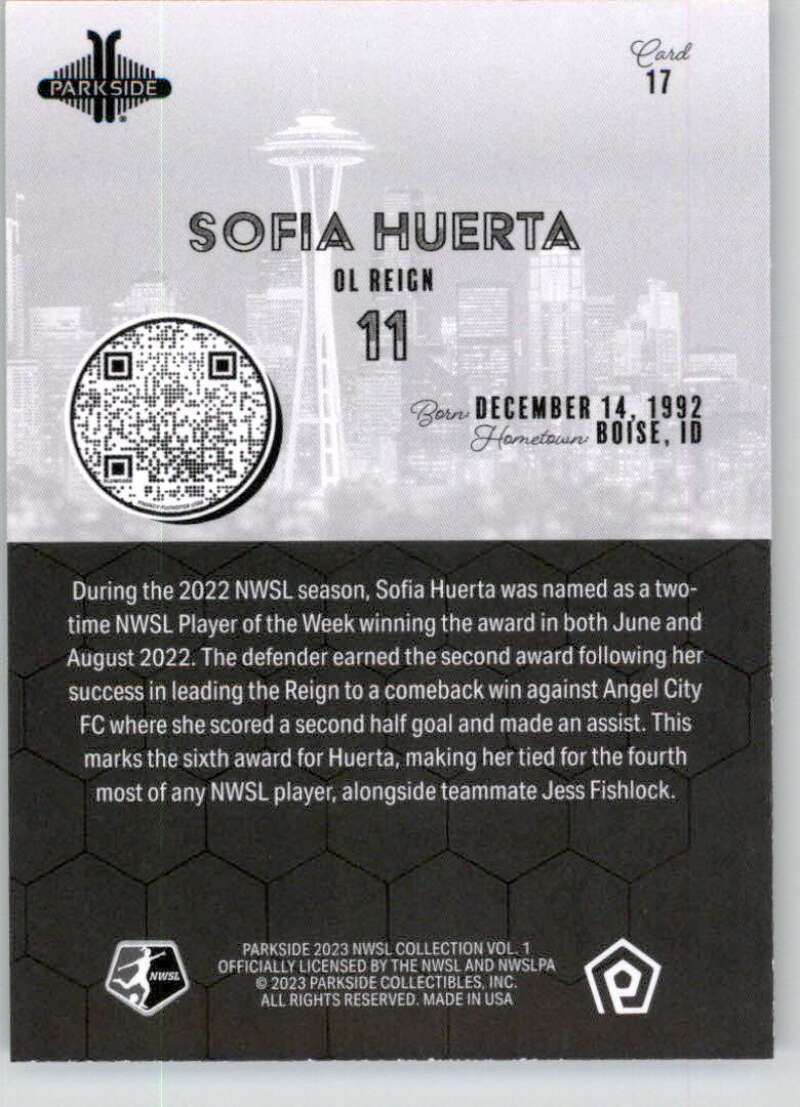 PARKSIDE
®
Card
17
SOFIA HUERTA
OL REIGN
11
Born: DECEMBER 14, 1992
Hometown: BOISE, ID
During the 2022 NWSL season, Sofia Huerta was named as a two-
time NWSL Player of the Week winning the award in both June and
August 2022. The defender earned the second award following her
success in leading the Reign to a comeback win against Angel City
FC where she scored a second half goal and made an assist. This
marks the sixth award for Huerta, making her tied for the fourth
most of any NWSL player, alongside teammate Jess Fishlock.
NWSL
PARKSIDE 2023 NWSL COLLECTION VOL. 1
OFFICIALLY LICENSED BY THE NWSL AND NWSLPA
© 2023 PARKSIDE COLLECTIBLES, INC.
ALL RIGHTS RESERVED. MADE IN USA